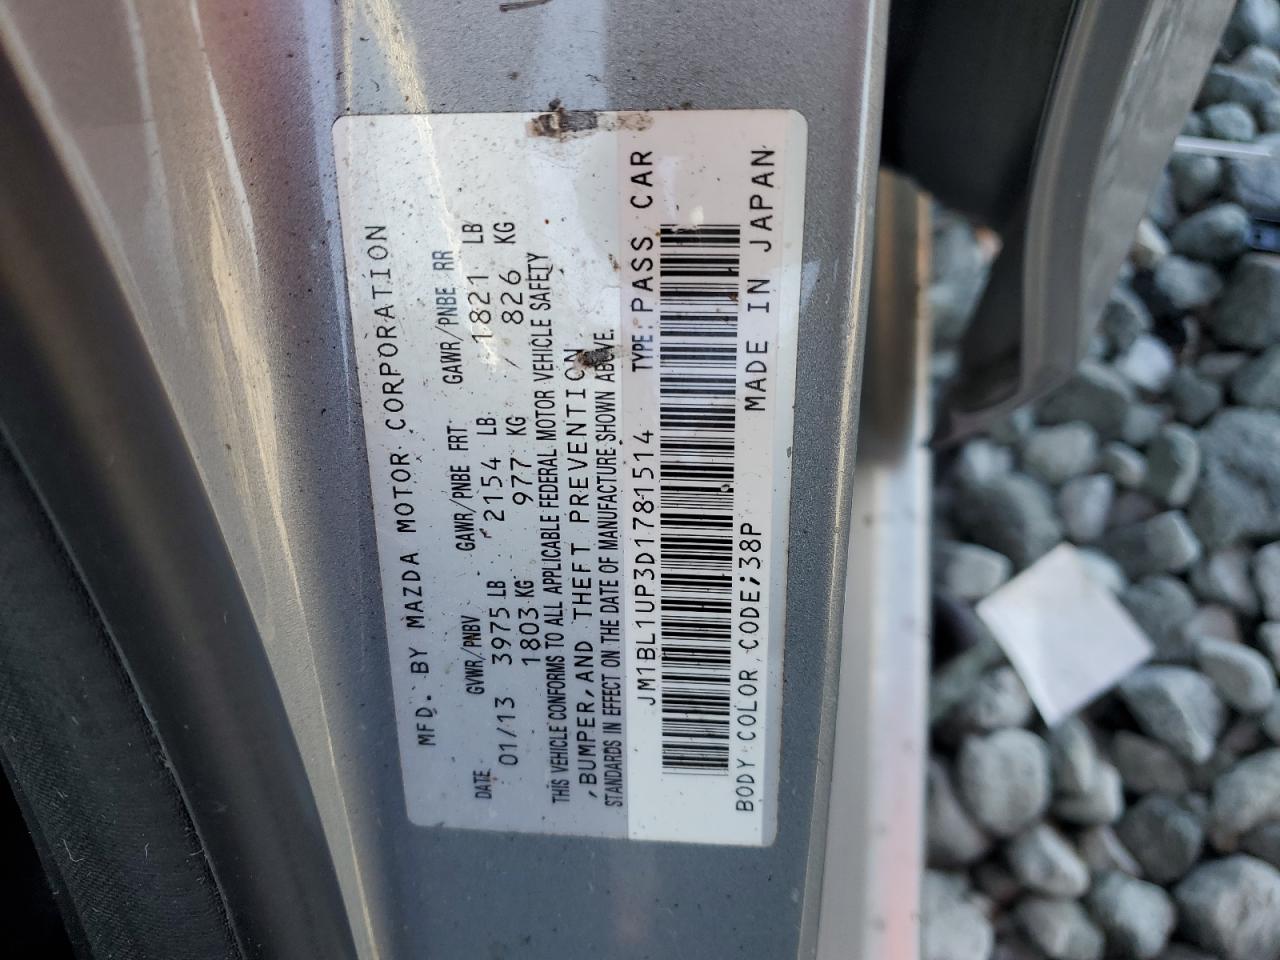 MFD. BY MAZDA MOTOR CORPORATION
DATE GVWR/PNBV GAWR/PNBE FRT GAWR/PNBE RR
01/13 3975 LB 2154 LB 1821 LB
1803 KG 977 KG / 826 KG
THIS VEHICLE CONFORMS TO ALL APPLICABLE FEDERAL MOTOR VEHICLE SAFETY
,BUMPER,AND THEFT PREVENTION
STANDARDS IN EFFECT ON THE DATE OF MANUFACTURE SHOWN ABOVE.
JM1BL1UP3D1781514 TYPE:PASS CAR
BODY COLOR CODE;38P MADE IN JAPAN